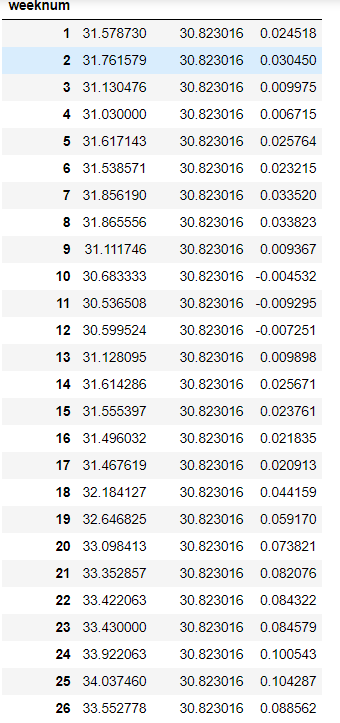 weeknum
1 31.578730 30.823016 0.024518
2 31.761579 30.823016 0.030450
3 31.130476 30.823016 0.009975
4 31.030000 30.823016 0.006715
5 31.617143 30.823016 0.025764
6 31.538571 30.823016 0.023215
7 31.856190 30.823016 0.033520
8 31.865556 30.823016 0.033823
9 31.111746 30.823016 0.009367
10 30.683333 30.823016 -0.004532
11 30.536508 30.823016 -0.009295
12 30.599524 30.823016 -0.007251
13 31.128095 30.823016 0.009898
14 31.614286 30.823016 0.025671
15 31.555397 30.823016 0.023761
16 31.496032 30.823016 0.021835
17 31.467619 30.823016 0.020913
18 32.184127 30.823016 0.044159
19 32.646825 30.823016 0.059170
20 33.098413 30.823016 0.073821
21 33.352857 30.823016 0.082076
22 33.422063 30.823016 0.084322
23 33.430000 30.823016 0.084579
24 33.922063 30.823016 0.100543
25 34.037460 30.823016 0.104287
26 33.552778 30.823016 0.088562